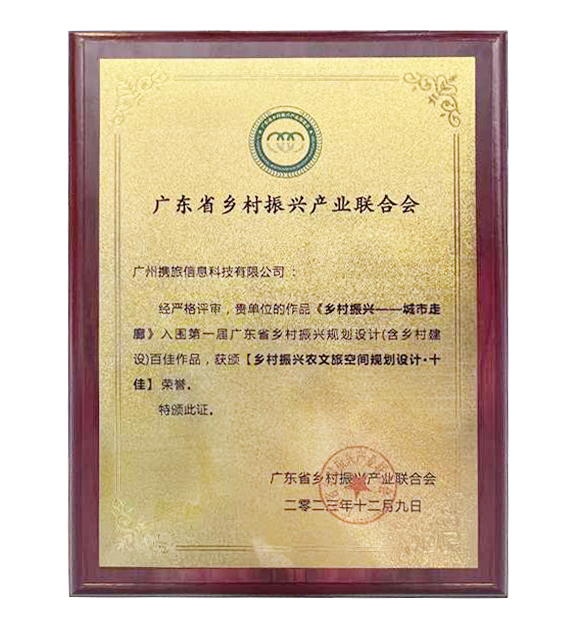 广东省乡村振兴产业联合会
广州携旅信息科技有限公司：
经严格评审，贵单位的作品《乡村振兴——城市走
廊》入围第一届广东省乡村振兴规划设计(含乡村建
设)百佳作品，获颁【乡村振兴农文旅空间规划设计·十
佳】荣誉。
特颁此证。
广东省乡村振兴产业联合会
二零二三年十二月九日